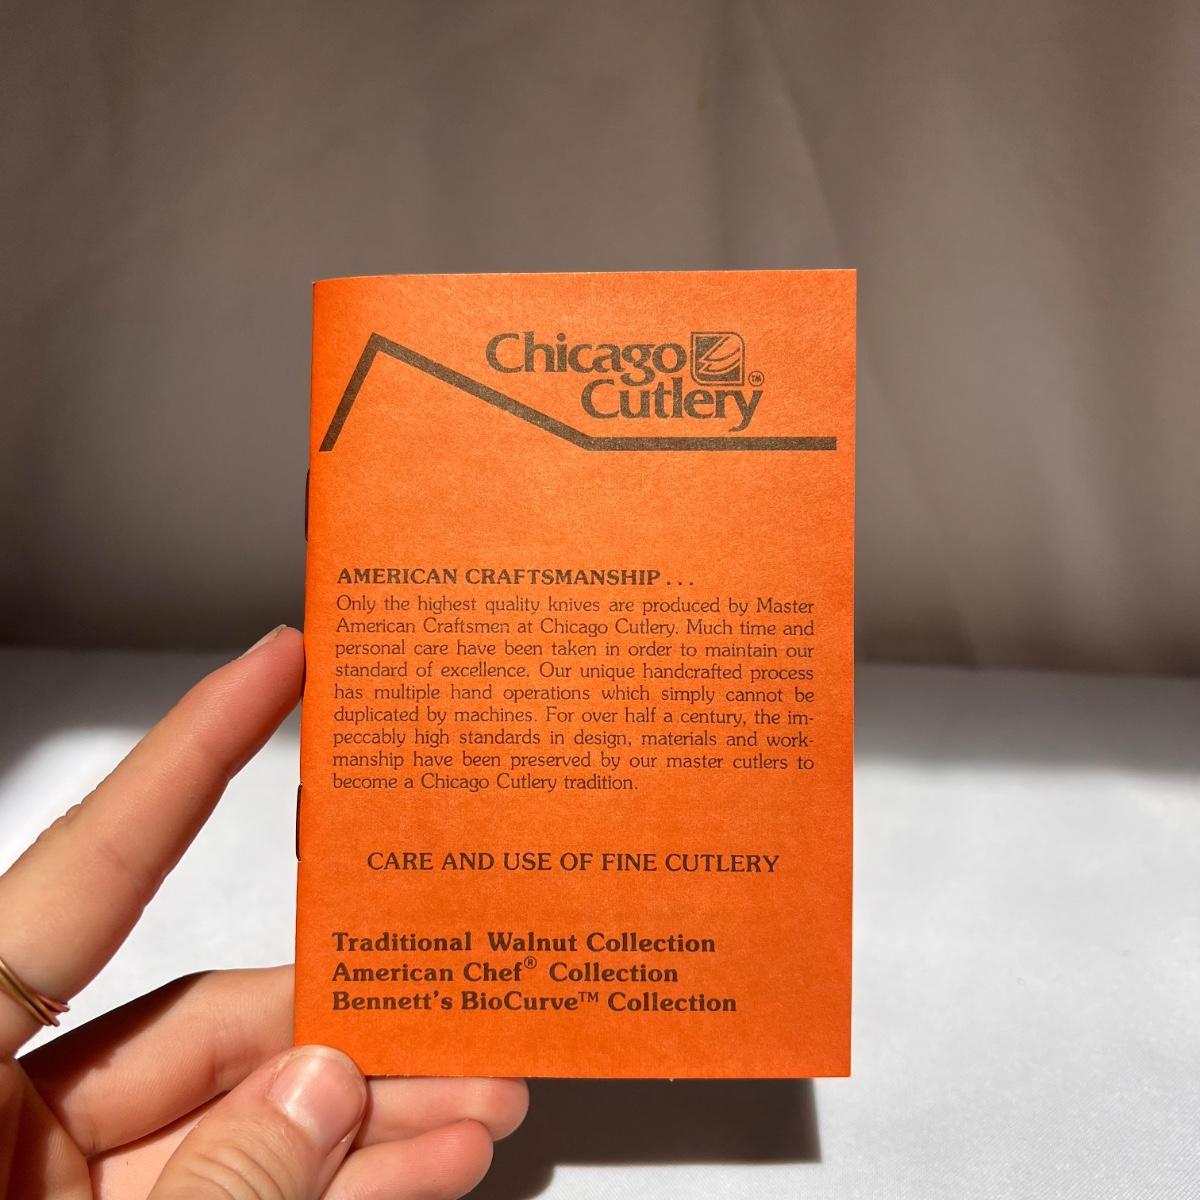 Chicago
Cutlery™
AMERICAN CRAFTSMANSHIP . . .
Only the highest quality knives are produced by Master
American Craftsmen at Chicago Cutlery. Much time and
personal care have been taken in order to maintain our
standard of excellence. Our unique handcrafted process
has multiple hand operations which simply cannot be
duplicated by machines. For over half a century, the im-
peccably high standards in design, materials and work-
manship have been preserved by our master cutlers to
become a Chicago Cutlery tradition.
CARE AND USE OF FINE CUTLERY
Traditional Walnut Collection
American Chef® Collection
Bennett's BioCurve™ Collection